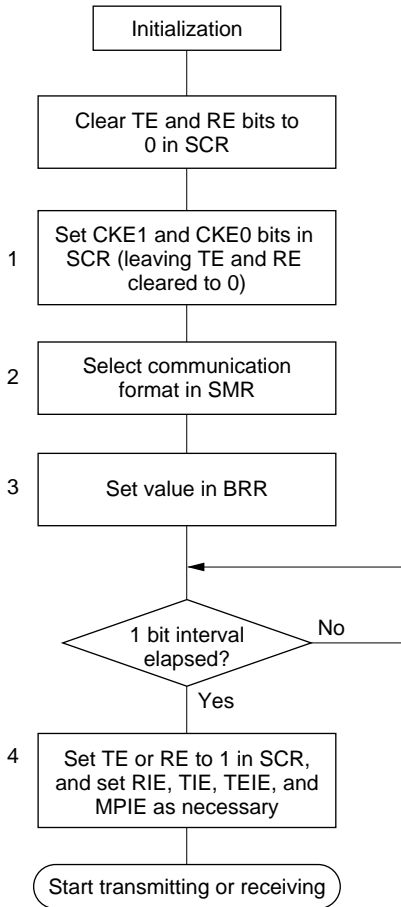 Initialization
Clear TE and RE bits to
0 in SCR
1
Set CKE1 and CKE0 bits in
SCR (leaving TE and RE
cleared to 0)
2
Select communication
format in SMR
3
Set value in BRR
1 bit interval
elapsed?
No
Yes
4
Set TE or RE to 1 in SCR,
and set RIE, TIE, TEIE, and
MPIE as necessary
Start transmitting or receiving